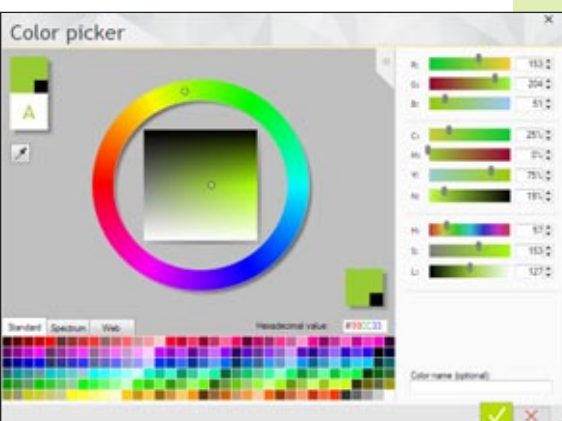 Color picker
A
R: 153
G: 204
B: 51
C: 25%
M: 0%
Y: 75%
N: 19%
H: 57
S: 153
L: 127
Standard Spectrum Web
Hexadecimal value: #99CC33
Color name (optional):